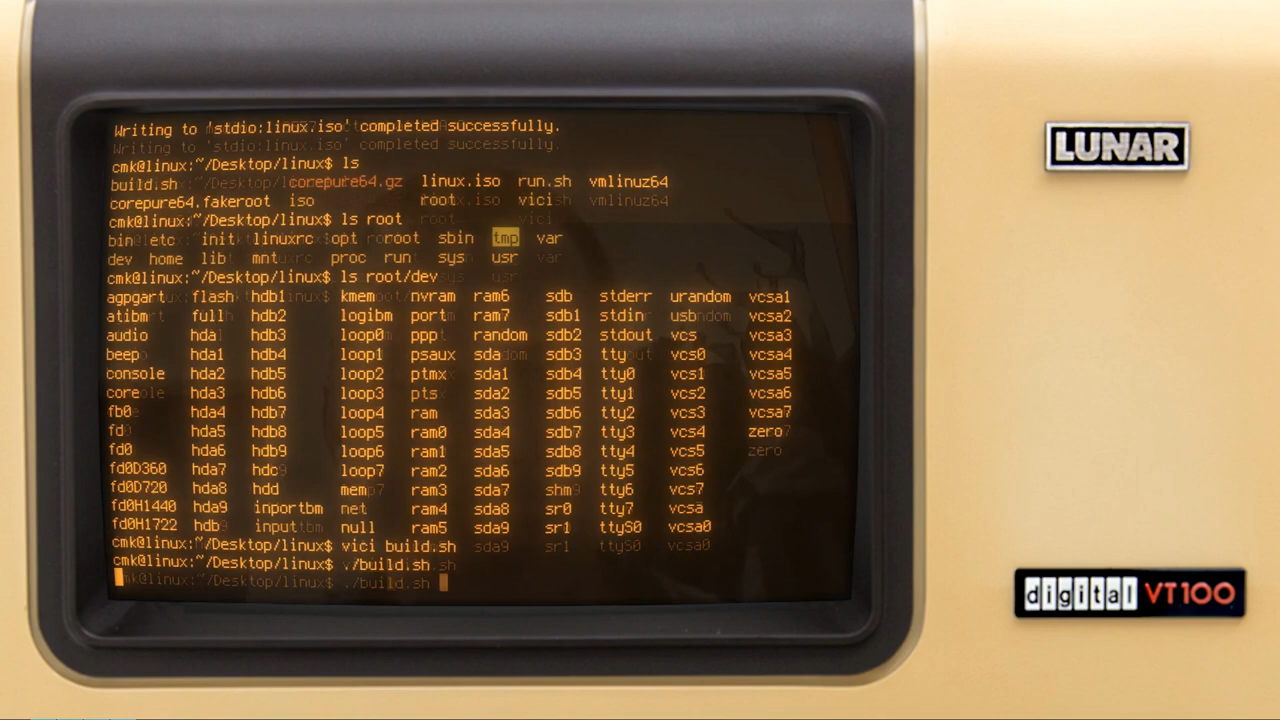 Writing to 'stdio:linux.iso' completed successfully.
cmk@linux:~/Desktop/linux$ ls
build.sh corepure64.gz linux.iso run.sh vmlinuz64
corepure64.fakeroot iso root vici
cmk@linux:~/Desktop/linux$ ls root
bin etc init linuxrc opt root sbin tmp var
dev home lib mnt proc run sys usr
cmk@linux:~/Desktop/linux$ ls root/dev
agpgart flash hdb1 kmem nvram ram6 sdb stderr urandom vcsa1
atibm full hdb2 logibm port ram7 sdb1 stdin usb vcsa2
audio hda hdb3 loop0 ppp random sdb2 stdout vcs vcsa3
beep hda1 hdb4 loop1 psaux sda sdb3 tty vcs0 vcsa4
console hda2 hdb5 loop2 ptmx sda1 sdb4 tty0 vcs1 vcsa5
core hda3 hdb6 loop3 pts sda2 sdb5 tty1 vcs2 vcsa6
fb0 hda4 hdb7 loop4 ram sda3 sdb6 tty2 vcs3 vcsa7
fd hda5 hdb8 loop5 ram0 sda4 sdb7 tty3 vcs4 zero
fd0 hda6 hdb9 loop6 ram1 sda5 sdb8 tty4 vcs5
fd0D360 hda7 hdc loop7 ram2 sda6 sdb9 tty5 vcs6
fd0D720 hda8 hdd mem ram3 sda7 shm tty6 vcs7
fd0H1440 hda9 inportbm net ram4 sda8 sr0 tty7 vcsa
fd0H1722 hdb input null ram5 sda9 sr1 ttyS0 vcsa0
cmk@linux:~/Desktop/linux$ vici build.sh
cmk@linux:~/Desktop/linux$ ./build.sh
LUNAR
digital VT100